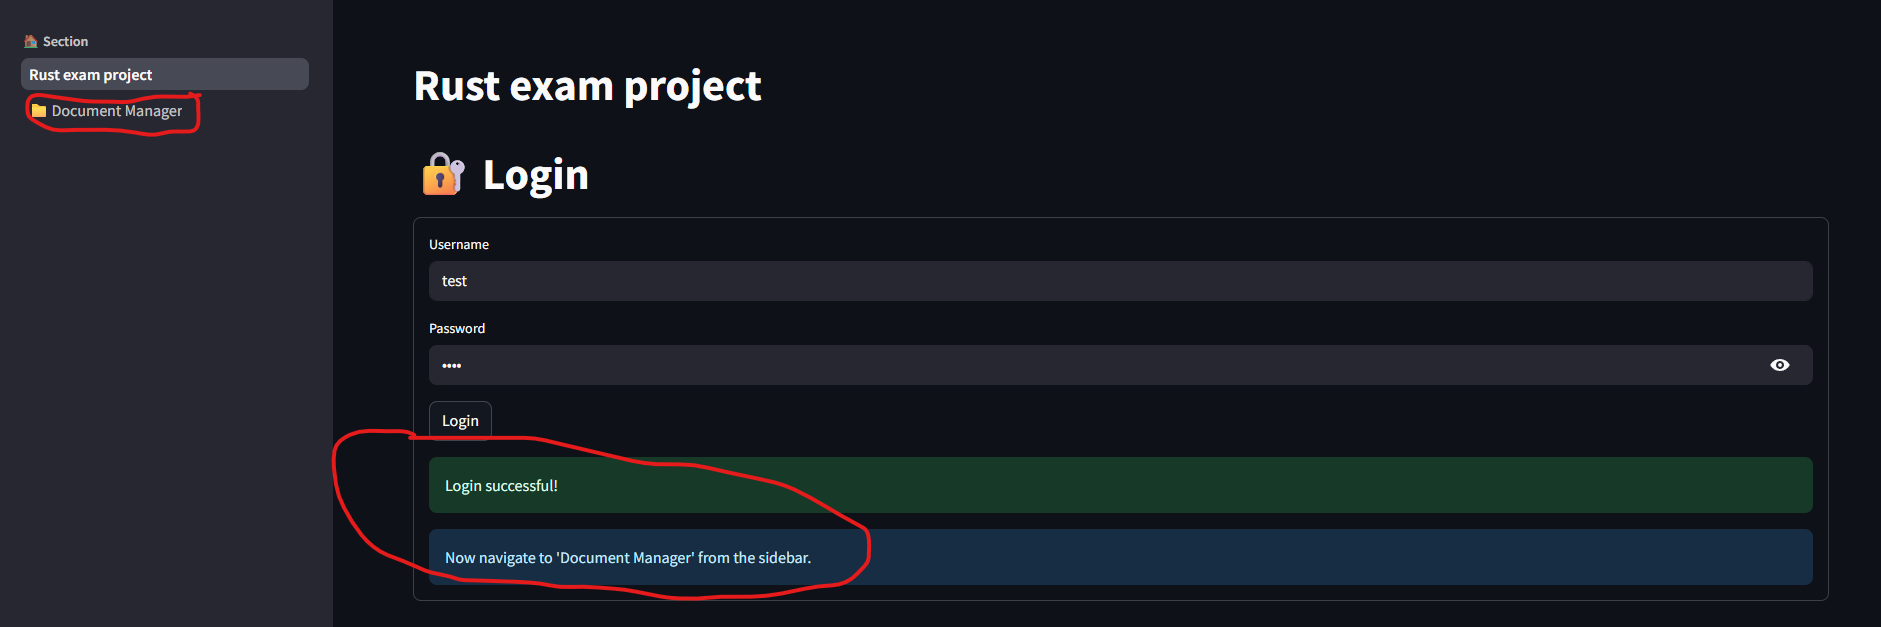 Section
Rust exam project
Document Manager
Rust exam project
Login
Username
test
Password
••••
Login
Login successful!
Now navigate to 'Document Manager' from the sidebar.